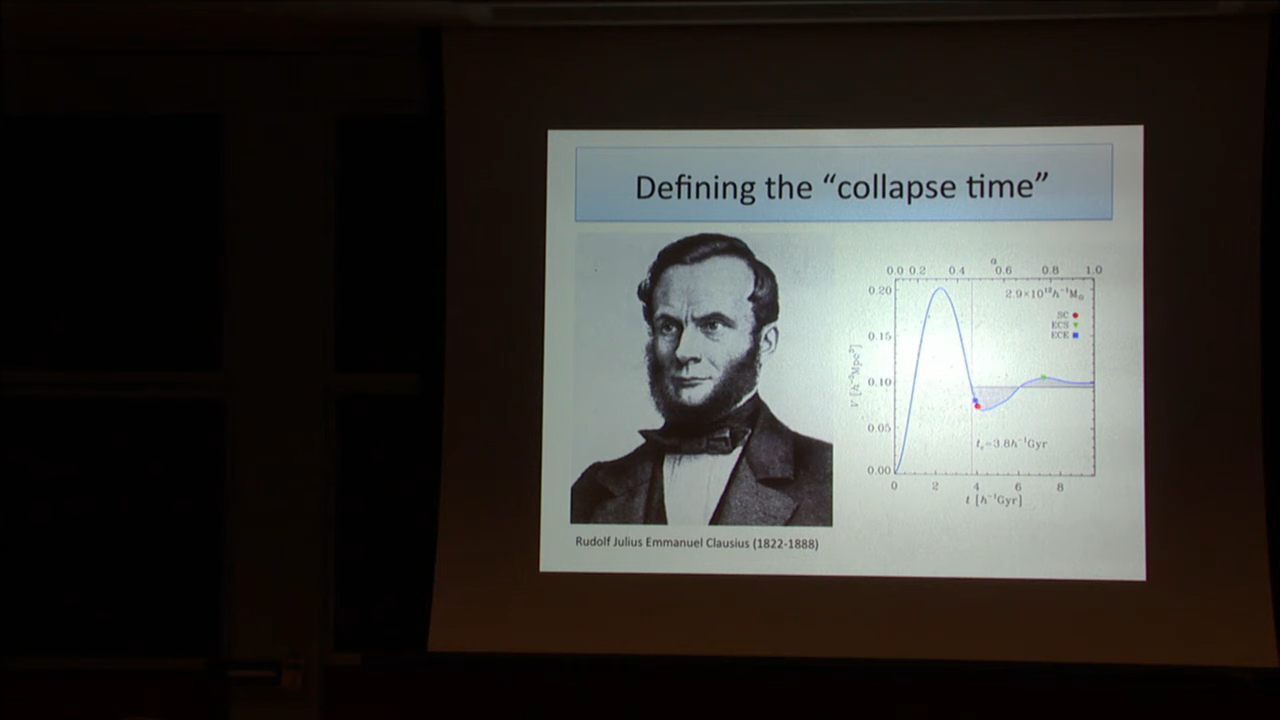 Defining the “collapse time”
a
0.0 0.2 0.4 0.6 0.8 1.0
0.20
2.9×10¹²h⁻¹M⊙
SC
ECS
ECE
0.15
0.10
0.05
0.00
V [h⁻³Mpc³]
t꜀=3.8h⁻¹Gyr
0 2 4 6 8
t [h⁻¹Gyr]
Rudolf Julius Emmanuel Clausius (1822-1888)